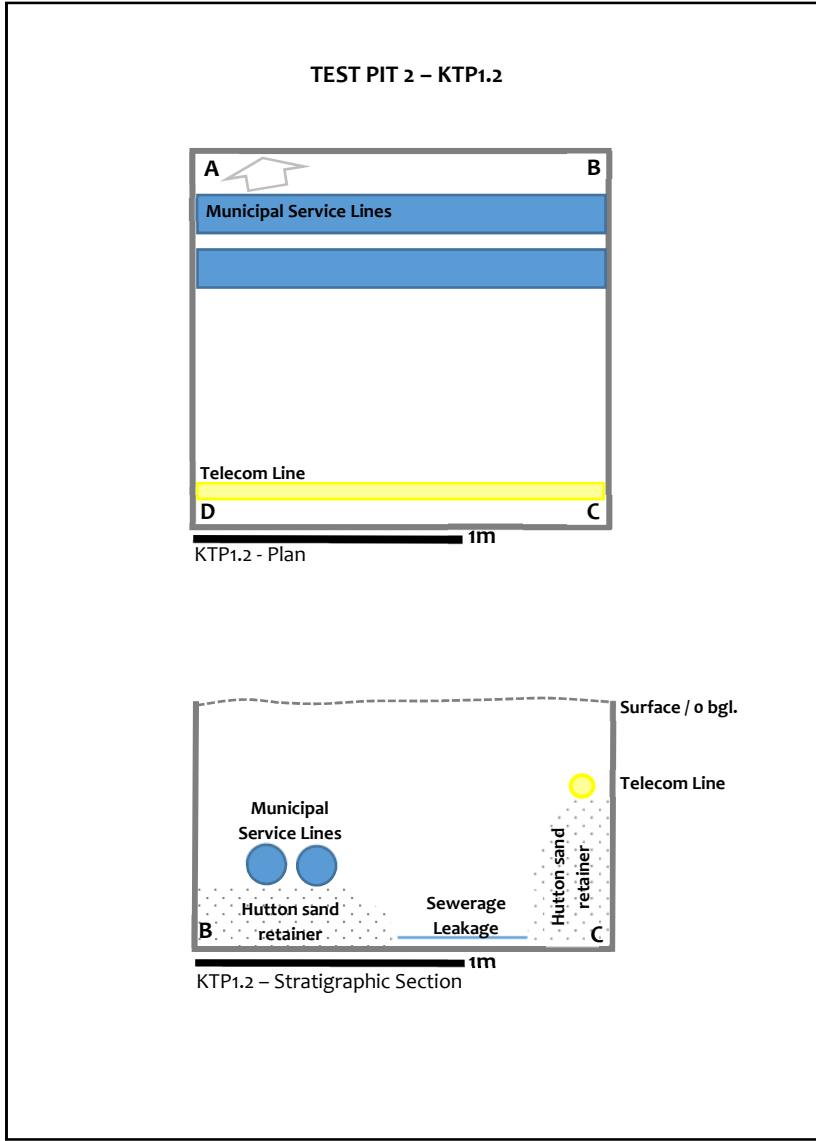 TEST PIT 2 – KTP1.2
A
B
Municipal Service Lines
Telecom Line
D
C
1m
KTP1.2 - Plan
Surface / 0 bgl.
Telecom Line
Municipal
Service Lines
Hutton sand
retainer
Hutton sand
retainer
Sewerage
Leakage
B
C
1m
KTP1.2 – Stratigraphic Section